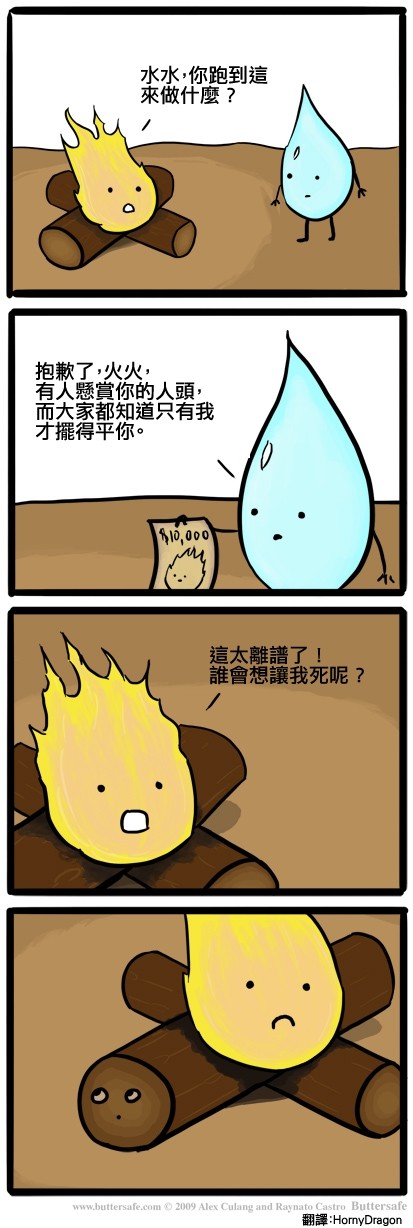 水水,你跑到這
來做什麼?
抱歉了,火火,
有人懸賞你的人頭,
而大家都知道只有我
才擺得平你。
$10,000
這太離譜了!
誰會想讓我死呢?
www.buttersafe.com © 2009 Alex Culang and Raynato Castro Buttersafe
翻譯:HornyDragon